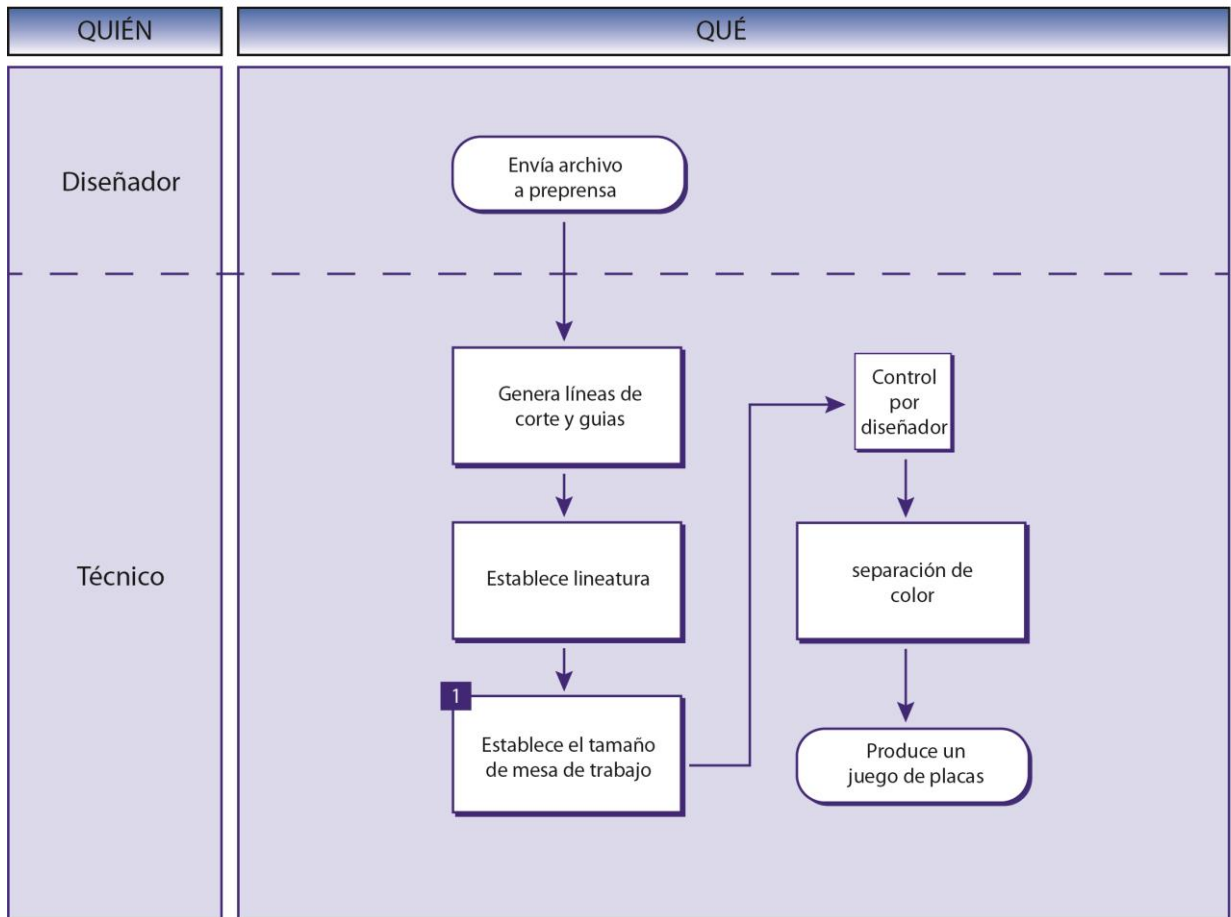 QUIÉN
QUÉ
Diseñador
Envía archivo
a preprensa
Técnico
Genera líneas de
corte y guias
Establece lineatura
1
Establece el tamaño
de mesa de trabajo
Control
por
diseñador
separación de
color
Produce un
juego de placas